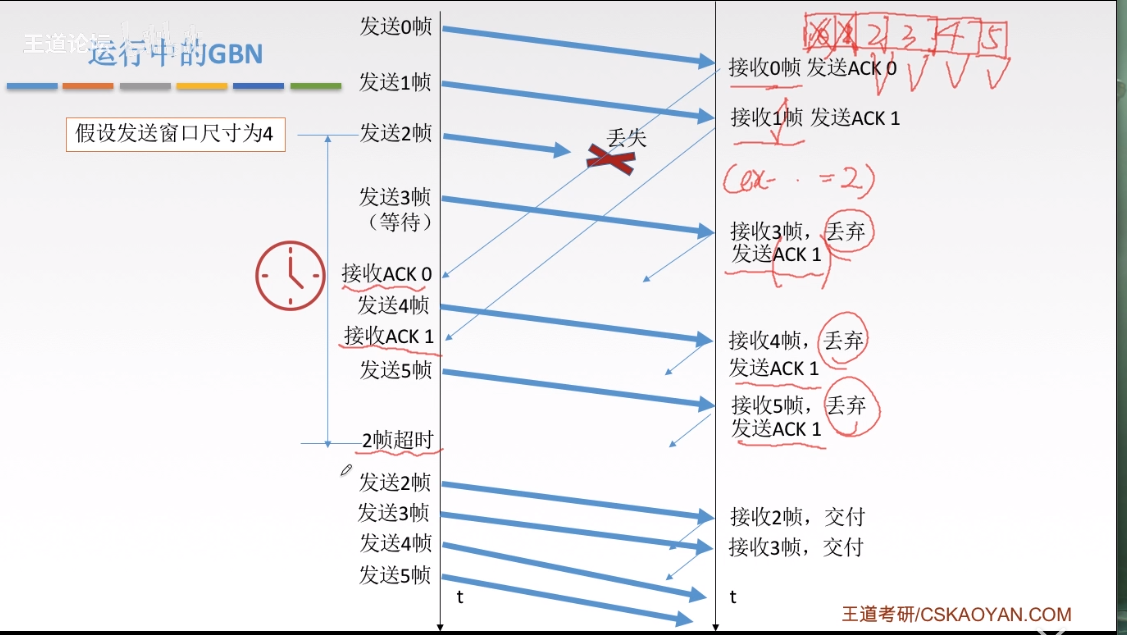 王道论坛
运行中的GBN
假设发送窗口尺寸为4
发送0帧
发送1帧
发送2帧
发送3帧
（等待）
接收ACK 0
发送4帧
接收ACK 1
发送5帧
2帧超时
发送2帧
发送3帧
发送4帧
发送5帧
t
丢失
2 3 4 5
接收0帧 发送ACK 0
接收1帧 发送ACK 1
(ex- · · = 2)
接收3帧，丢弃
发送ACK 1
接收4帧，丢弃
发送ACK 1
接收5帧，丢弃
发送ACK 1
接收2帧，交付
接收3帧，交付
t
王道考研/CSKAOYAN.COM